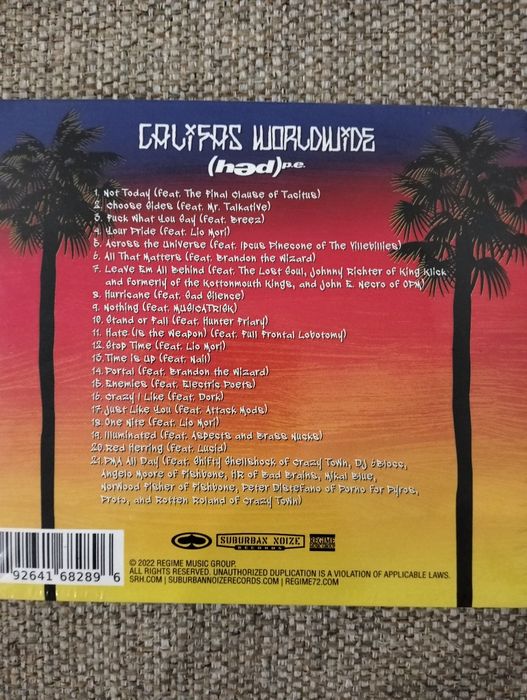 CALIFAS WORLDWIDE
(həd)p.e.
1. Not Today (feat. The Final Clause of Tacitus)
2. Choose Sides (feat. Mr. Talkative)
3. Fuck What You Say (feat. Breez)
4. Your Pride (feat. Lio Mori)
5. Across the Universe (feat. Ipcus Pinecone of The Villebillies)
6. All That Matters (feat. Brandon the Wizard)
7. Leave Em All Behind (feat. The Lost Soul, Johnny Richter of King Klick
and formerly of the Kottonmouth Kings, and John E. Necro of OPM)
8. Hurricane (feat. Sad Silence)
9. Nothing (feat. MUSICATRISK)
10. Stand or Fall (feat. Hunter Friary)
11. Hate (is the Weapon) (feat. Full Frontal Lobotomy)
12. Stop Time (feat. Lio Mori)
13. Time is Up (feat. Nail)
14. Portal (feat. Brandon the Wizard)
15. Enemies (feat. Electric Poets)
16. Crazy I Like (feat. Dork)
17. Just Like You (feat. Attack Mode)
18. One Nite (feat. Lio Mori)
19. Illuminated (feat. Aspects and Brass Nucks)
20. Red Herring (feat. Lucid)
21. PMA All Day (feat. Shifty Shellshock of Crazy Town, DJ
Angelo Moore of Fishbone, HR of Bad Brains, Mikal Blue,
Norwood Fisher of Fishbone, Peter Distefano of Porno for Pyros,
Proto, and Rotten Roland of Crazy Town)
SUBURBAN NOIZE
RECORDS
REGIME
MUSIC GROUP
92641 68289 6
© 2022 REGIME MUSIC GROUP.
ALL RIGHTS RESERVED. UNAUTHORIZED DUPLICATION IS A VIOLATION OF APPLICABLE LAWS.
SRH.COM | SUBURBANNOIZERECORDS.COM | REGIME72.COM